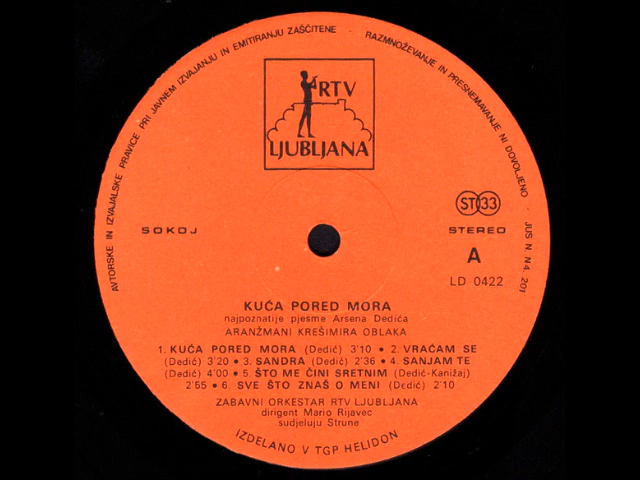 AVTORSKE IN IZVAJALSKE PRAVICE PRI JAVNEM IZVAJANJU IN EMITIRANJU ZAŠČITENE · RAZMNOŽEVANJE IN PRESNEMAVANJE NI DOVOLJENO · JUS N. N4. 201
RTV
LJUBLJANA
ST 33
SOKOJ
STEREO
A
LD 0422
KUĆA PORED MORA
najpoznatije pjesme Arsena Dedića
ARANŽMANI KREŠIMIRA OBLAKA
1. KUĆA PORED MORA (Dedić) 3'10 • 2. VRAĆAM SE
(Dedić) 3'20 • 3. SANDRA (Dedić) 2'36 • 4. SANJAM TE
(Dedić) 4'00 • 5. ŠTO ME ČINI SRETNIM (Dedić-Kanižaj)
2'55 • 6. SVE ŠTO ZNAŠ O MENI (Dedić) 2'10
ZABAVNI ORKESTAR RTV LJUBLJANA
dirigent Mario Rijavec
sudjeluju Strune
IZDELANO V TGP HELIDON